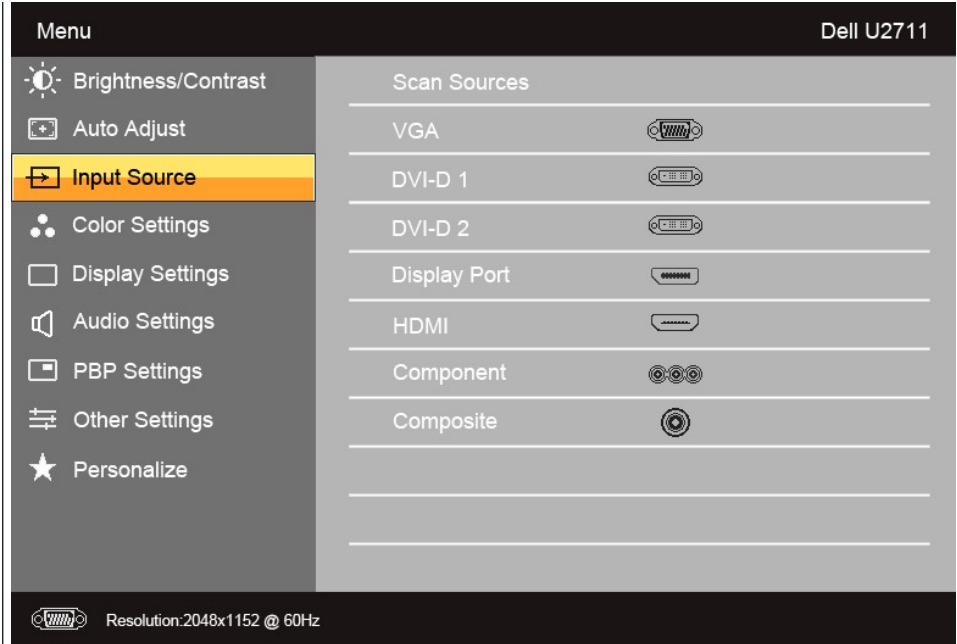 Menu Dell U2711
Brightness/Contrast
Auto Adjust
Input Source
Color Settings
Display Settings
Audio Settings
PBP Settings
Other Settings
Personalize
Scan Sources
VGA
DVI-D 1
DVI-D 2
Display Port
HDMI
Component
Composite
Resolution:2048x1152 @ 60Hz